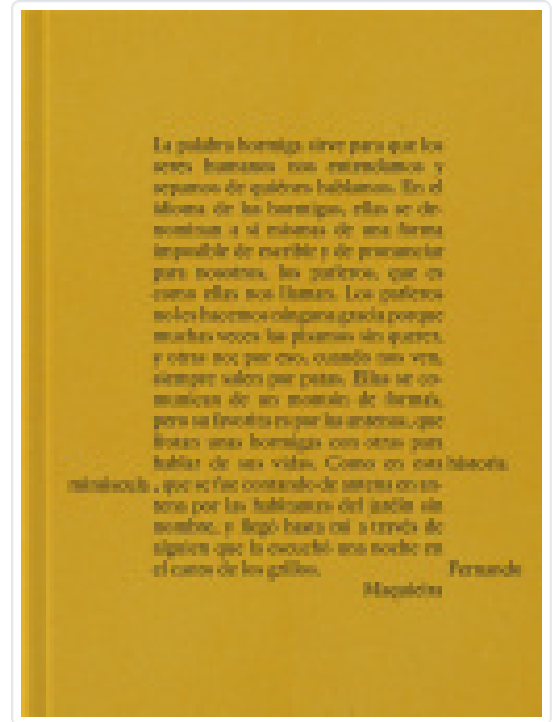 La palabra hormiga sirve para que los
seres humanos nos entendamos y
sepamos de quiénes hablamos. En el
idioma de las hormigas, ellas se de-
nominan a sí mismas de una forma
imposible de escribir y de pronunciar
para nosotros, los parleros, que es
como ellas nos llaman. Los parleros
no les hacemos ninguna gracia porque
muchas veces las pisamos sin querer,
y otras not por eso, cuando nos ven,
siempre salen por patas. Ellas se co-
munican de un montón de formas,
pero su favorita es por las antenas, que
frotan unas hormigas con otras para
hablar de sus vidas. Como en esta historia
minúscula, que se fue contando de antena en an-
tena por los habitantes del jardín sin
nombre, y llegó hasta mí a través de
alguien que la escuchó una noche en
el canto de los grillos. Fernando
Maquieira